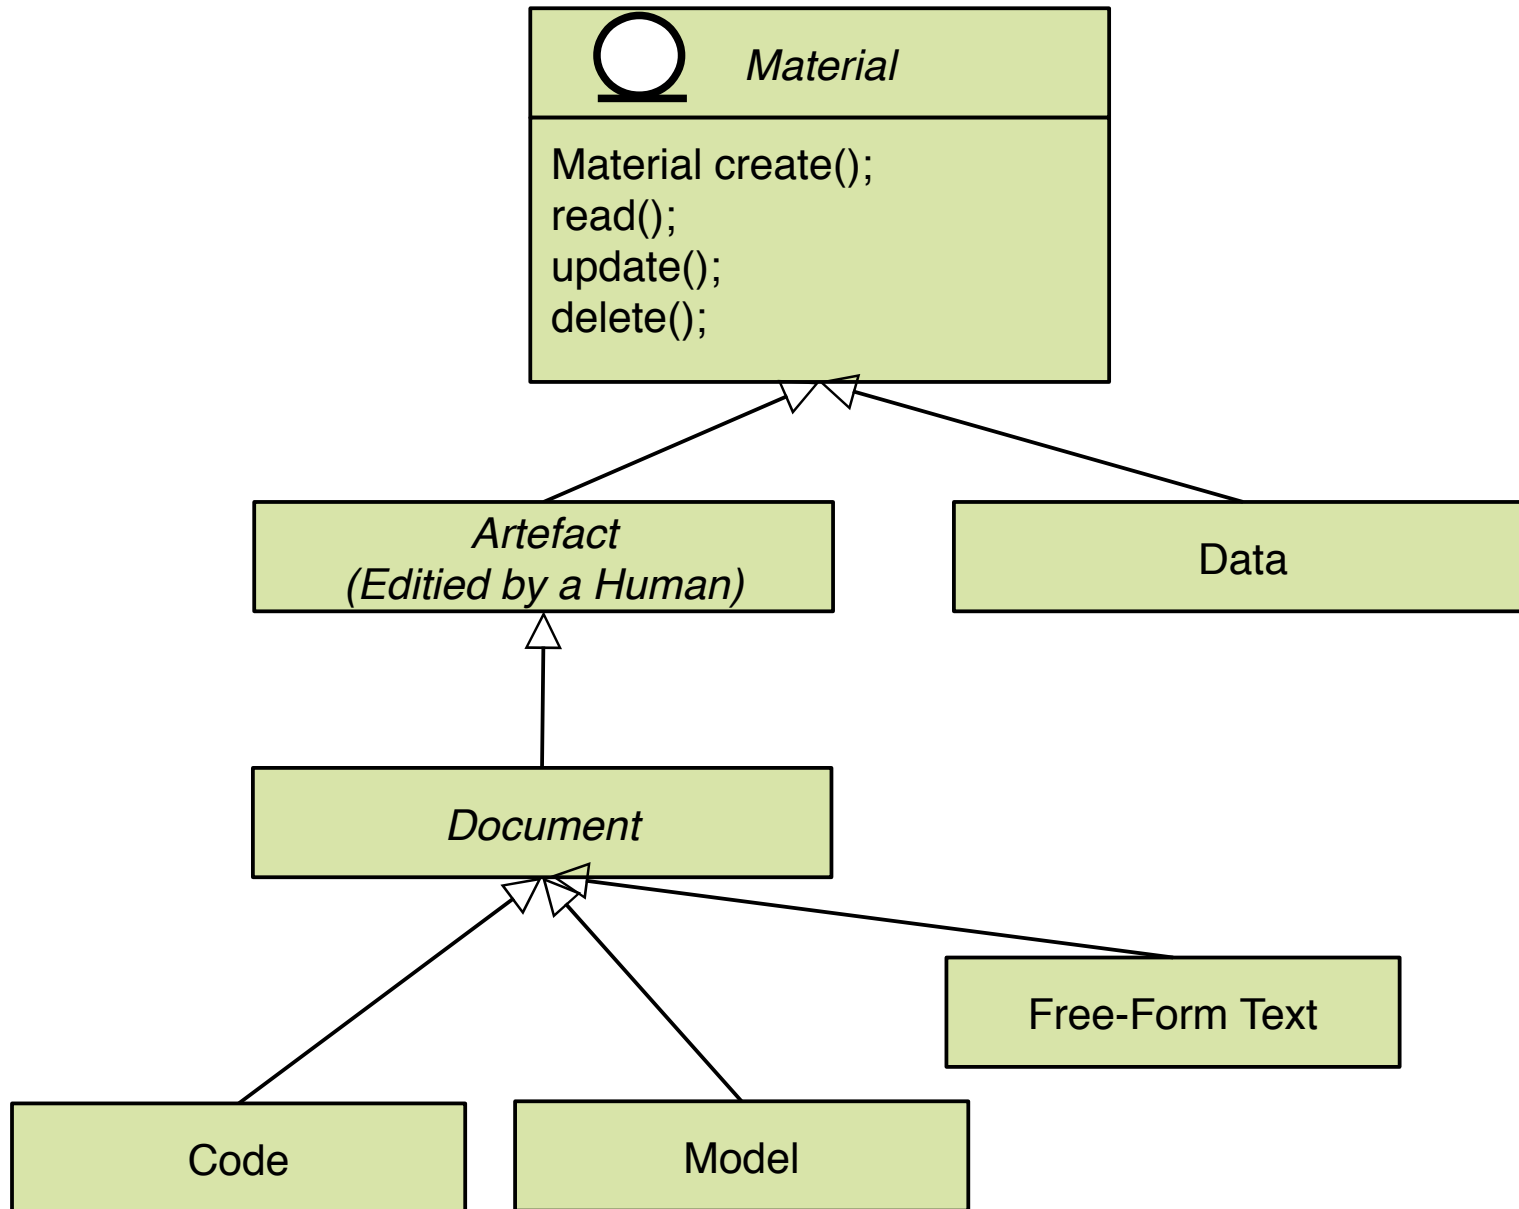 Material
Material create();
read();
update();
delete();
Artefact
(Editied by a Human)
Data
Document
Free-Form Text
Code
Model